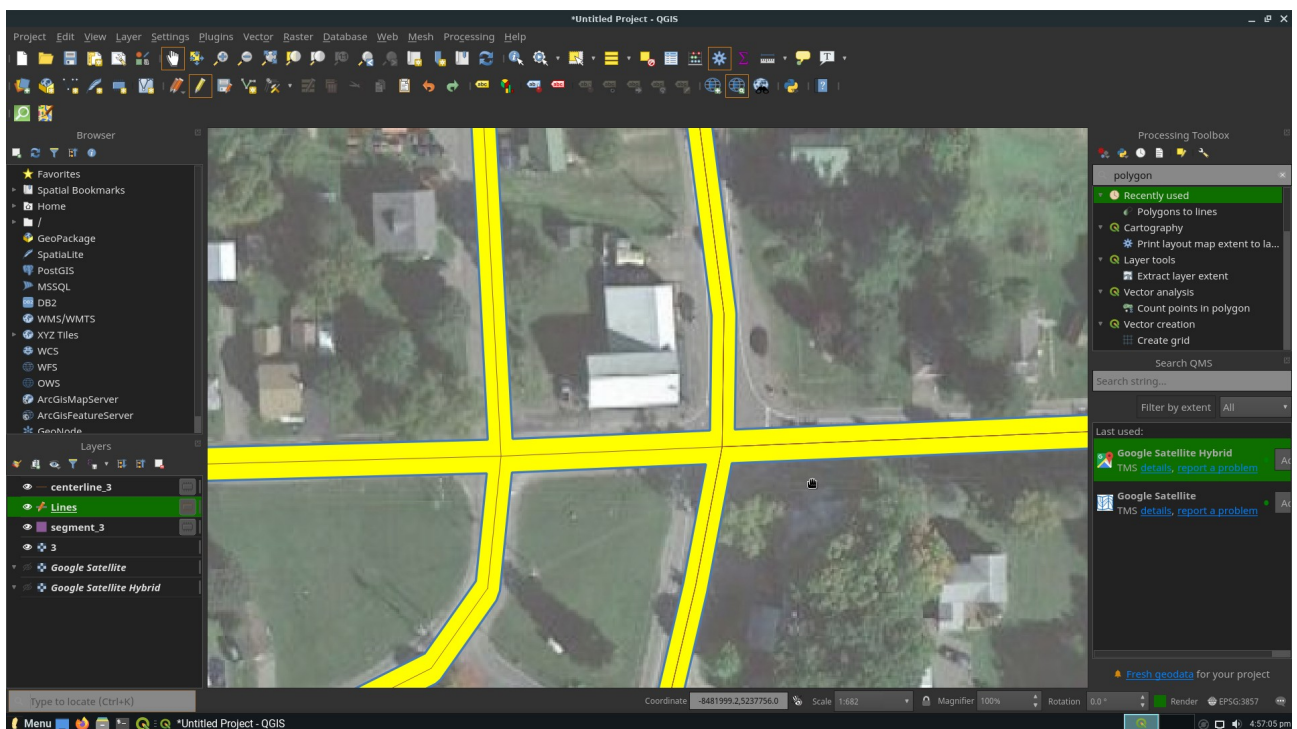 *Untitled Project - QGIS
Project Edit View Layer Settings Plugins Vector Raster Database Web Mesh Processing Help
Browser
Favorites
Spatial Bookmarks
Home
/
GeoPackage
SpatiaLite
PostGIS
MSSQL
DB2
WMS/WMTS
XYZ Tiles
WCS
WFS
OWS
ArcGisMapServer
ArcGisFeatureServer
GeoNode
Layers
centerline_3
Lines
segment_3
3
Google Satellite
Google Satellite Hybrid
Processing Toolbox
polygon
Recently used
Polygons to lines
Cartography
Print layout map extent to la...
Layer tools
Extract layer extent
Vector analysis
Count points in polygon
Vector creation
Create grid
Search QMS
Search string...
Filter by extent All
Last used:
Google Satellite Hybrid
TMS details, report a problem
Google Satellite
TMS details, report a problem
Fresh geodata for your project
Type to locate (Ctrl+K)
Coordinate -8481999.2,5237756.0 Scale 1:682 Magnifier 100% Rotation 0.0 ° Render EPSG:3857
Menu *Untitled Project - QGIS 4:57:05 pm